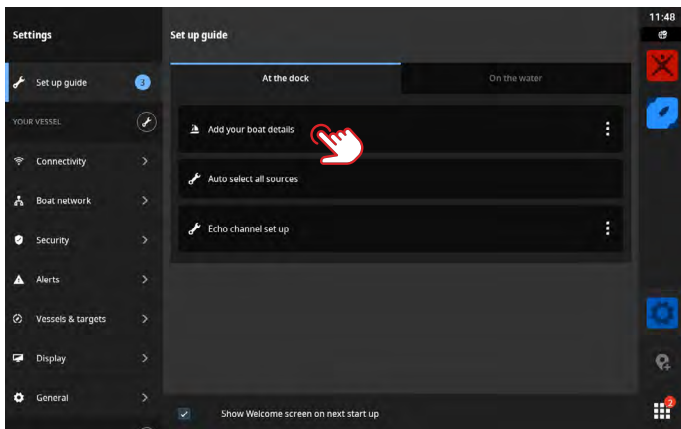 11:48
Settings
Set up guide
Set up guide
3
At the dock
On the water
YOUR VESSEL
Add your boat details
Connectivity
Auto select all sources
Boat network
Echo channel set up
Security
Alerts
Vessels & targets
Display
General
Show Welcome screen on next start up
2